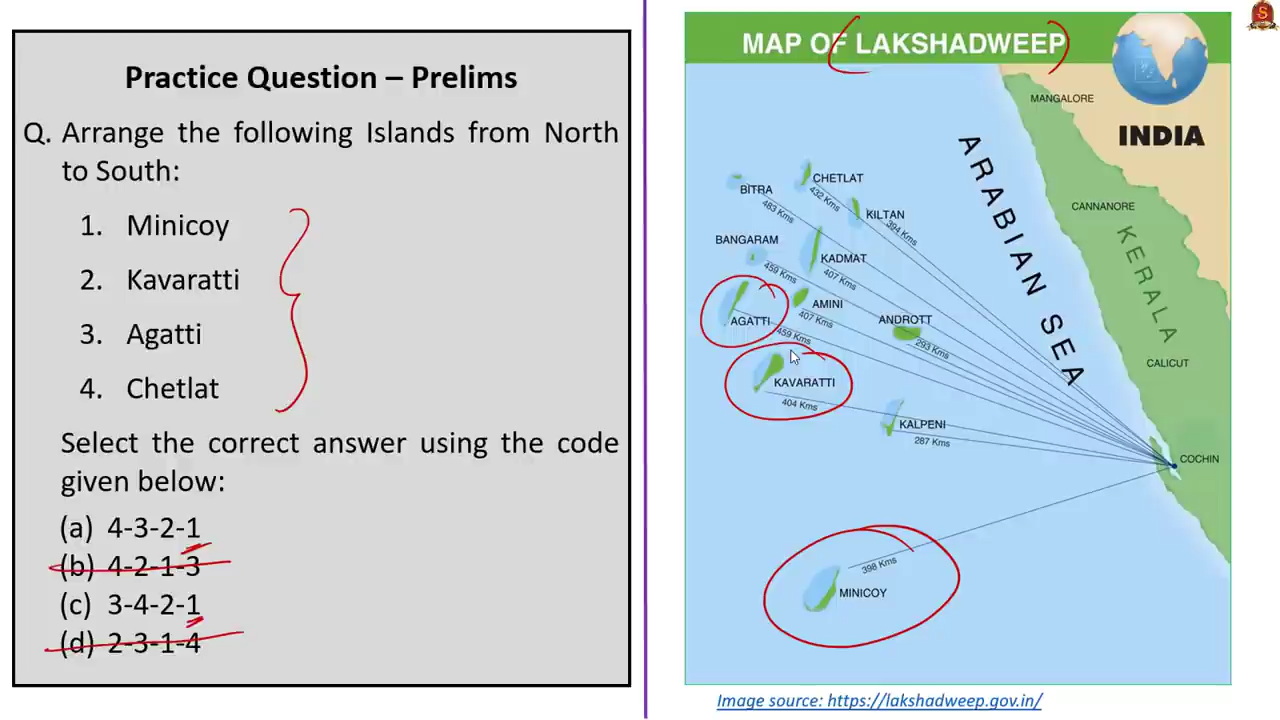 Practice Question – Prelims
Q. Arrange the following Islands from North
to South:
1. Minicoy
2. Kavaratti
3. Agatti
4. Chetlat
Select the correct answer using the code
given below:
(a) 4-3-2-1
(b) 4-2-1-3
(c) 3-4-2-1
(d) 2-3-1-4
MAP OF LAKSHADWEEP
INDIA
MANGALORE
CANNANORE
KERALA
CALICUT
COCHIN
ARABIAN SEA
CHETLAT
432 Kms
BITRA
483 Kms
KILTAN
394 Kms
BANGARAM
459 Kms
KADMAT
407 Kms
AMINI
407 Kms
AGATTI
459 Kms
ANDROTT
293 Kms
KAVARATTI
404 Kms
KALPENI
287 Kms
398 Kms
MINICOY
Image source: https://lakshadweep.gov.in/
S